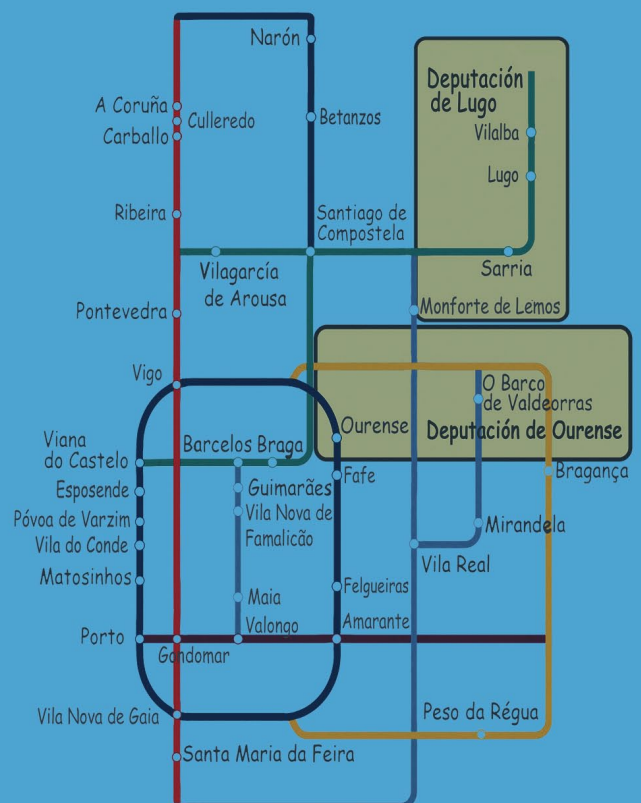 Narón
Deputación
de Lugo
A Coruña
Culleredo
Carballo
Betanzos
Vilalba
Lugo
Ribeira
Santiago de
Compostela
Vilagarcía
de Arousa
Sarria
Pontevedra
Monforte de Lemos
Vigo
O Barco
de Valdeorras
Ourense
Deputación de Ourense
Viana
do Castelo
Barcelos Braga
Bragança
Fafe
Esposende
Guimarães
Póvoa de Varzim
Vila Nova de
Famalicão
Mirandela
Vila do Conde
Vila Real
Matosinhos
Felgueiras
Maia
Valongo
Amarante
Porto
Gondomar
Vila Nova de Gaia
Peso da Régua
Santa Maria da Feira